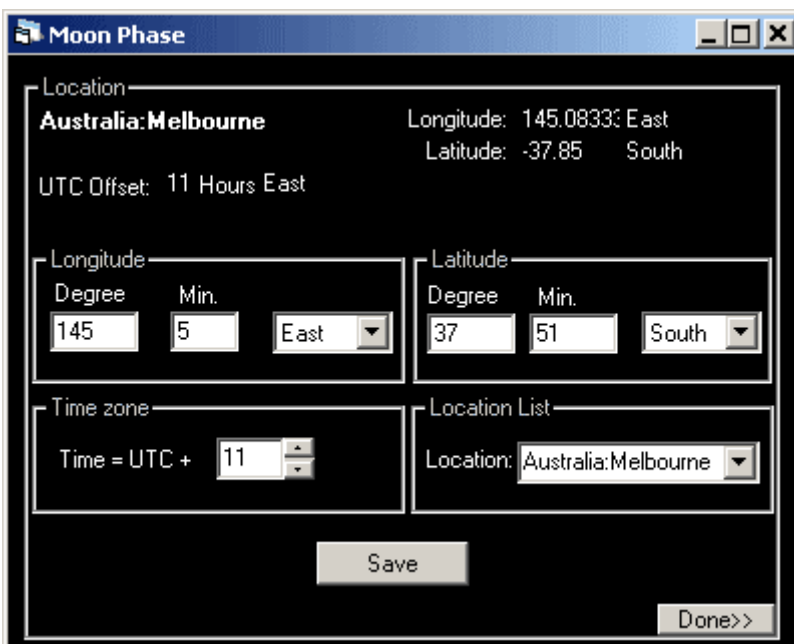 Moon Phase
Location
Australia:Melbourne
Longitude: 145.08333 East
Latitude: -37.85 South
UTC Offset: 11 Hours East
Longitude
Degree Min.
145 5 East
Latitude
Degree Min.
37 51 South
Time zone
Time = UTC + 11
Location List
Location: Australia:Melbourne
Save
Done>>